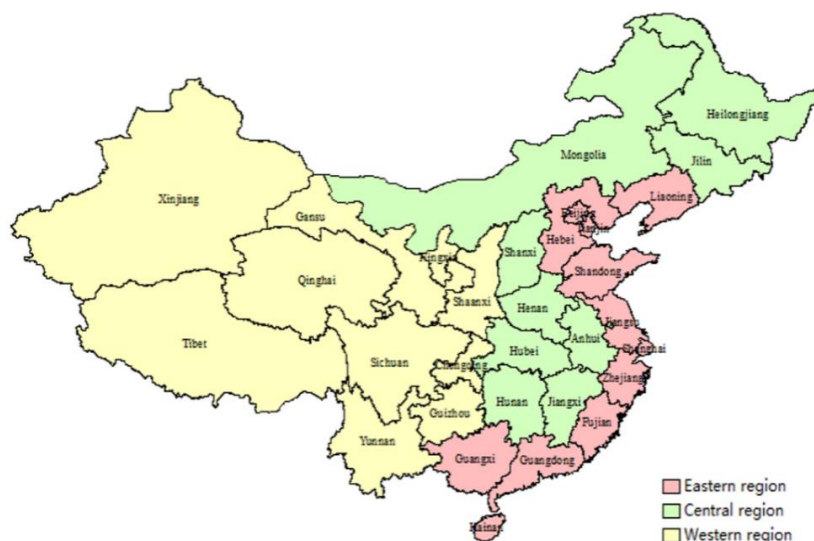 Heilongjiang
Mongolia
Jilin
Xinjiang
Liaoning
Gansu
Beijing
Tianjin
Hebei
Ningxia
Shanxi
Shandong
Qinghai
Shaanxi
Henan
Jiangsu
Tibet
Anhui
Shanghai
Hubei
Sichuan
Chongqing
Zhejiang
Hunan
Jiangxi
Guizhou
Pujian
Yunnan
Guangxi
Guangdong
Hainan
Eastern region
Central region
Western region